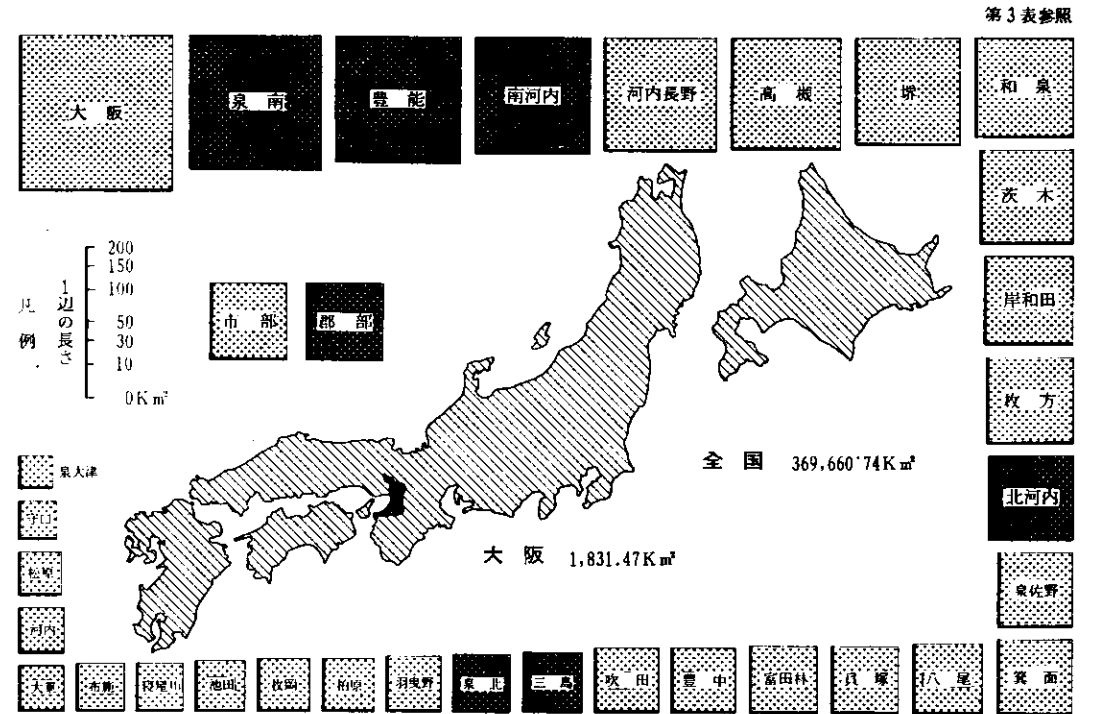 第3表参照
大阪
泉南
豊能
南河内
河内長野
高槻
堺
和泉
茨木
岸和田
枚方
北河内
泉佐野
箕面
八尾
貝塚
富田林
豊中
吹田
三島
泉北
羽曳野
柏原
枚岡
池田
寝屋川
布施
大東
河内
松原
守口
泉大津
凡例
1辺の長さ
200
150
100
50
30
10
0Km²
市部
郡部
全国 369,660.74Km²
大阪 1,831.47Km²